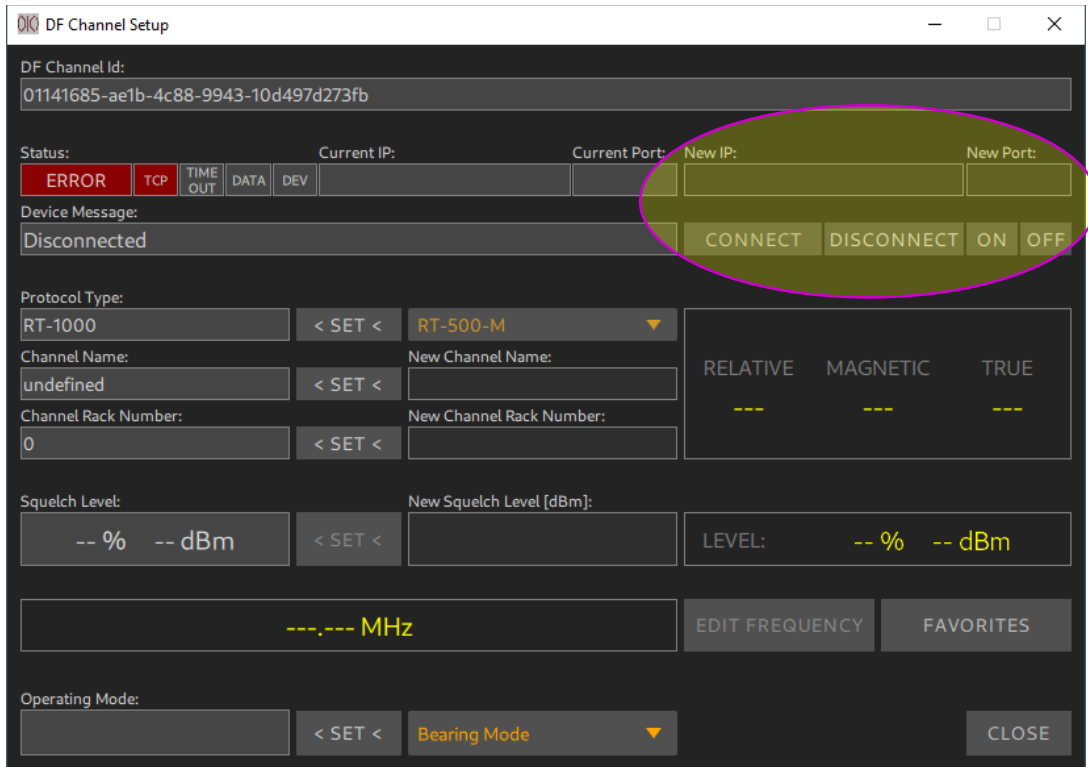 DF Channel Setup
DF Channel Id:
01141685-ae1b-4c88-9943-10d497d273fb
Status: Current IP: Current Port: New IP: New Port:
ERROR TCP TIME OUT DATA DEV
Device Message:
Disconnected CONNECT DISCONNECT ON OFF
Protocol Type:
RT-1000 < SET < RT-500-M
Channel Name: New Channel Name:
undefined < SET <
RELATIVE MAGNETIC TRUE
--- --- ---
Channel Rack Number: New Channel Rack Number:
0 < SET <
Squelch Level: New Squelch Level [dBm]:
-- % -- dBm < SET < LEVEL: -- % -- dBm
---.--- MHz EDIT FREQUENCY FAVORITES
Operating Mode:
< SET < Bearing Mode CLOSE